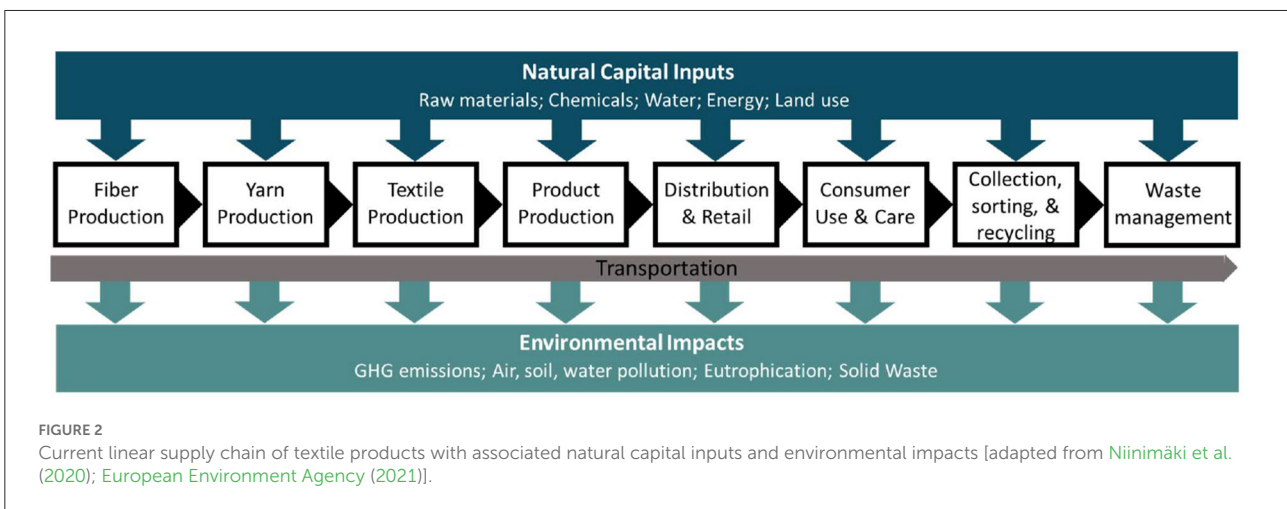 Natural Capital Inputs
Raw materials; Chemicals; Water; Energy; Land use
Fiber
Production
Yarn
Production
Textile
Production
Product
Production
Distribution
& Retail
Consumer
Use & Care
Collection,
sorting, &
recycling
Waste
management
Transportation
Environmental Impacts
GHG emissions; Air, soil, water pollution; Eutrophication; Solid Waste
FIGURE 2
Current linear supply chain of textile products with associated natural capital inputs and environmental impacts [adapted from Niinimäki et al.
(2020); European Environment Agency (2021)].